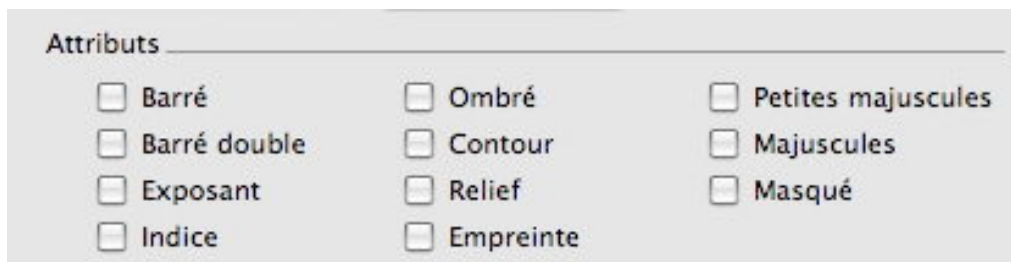 Attributs
Barré Ombré Petites majuscules
Barré double Contour Majuscules
Exposant Relief Masqué
Indice Empreinte